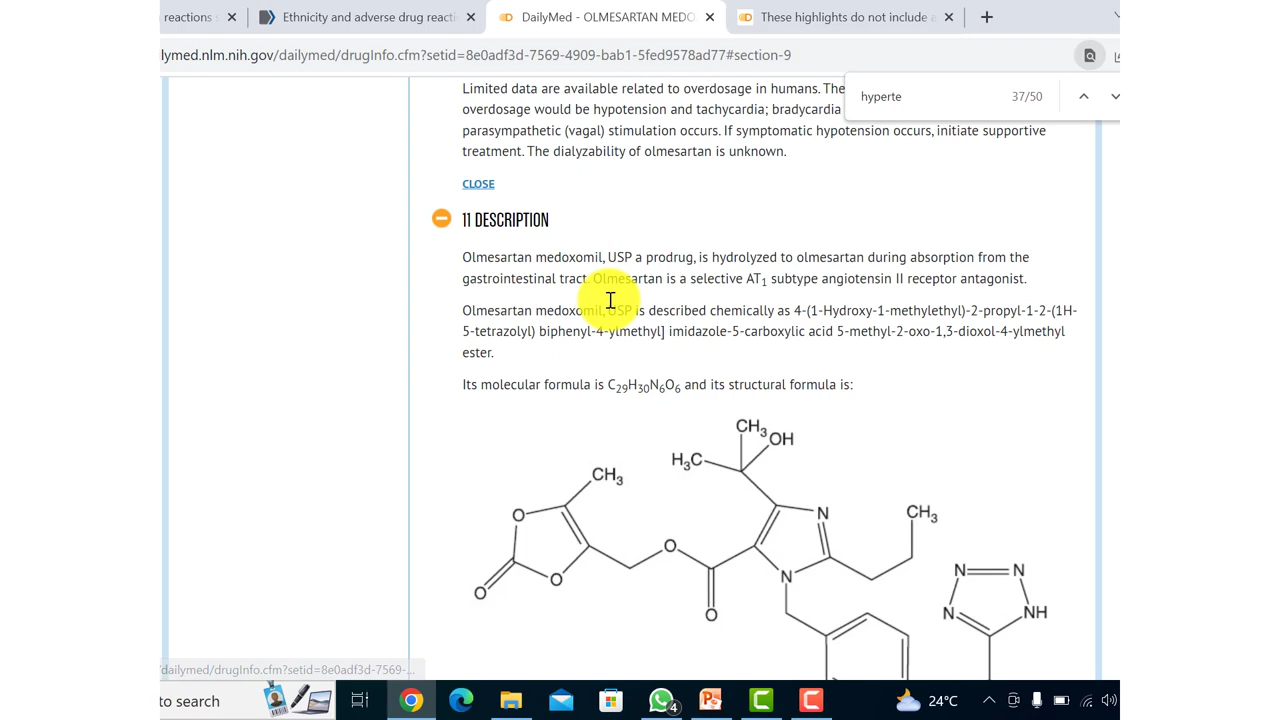 reactions s
Ethnicity and adverse drug reacti
DailyMed - OLMESARTAN MEDO
These highlights do not include
lymed.nlm.nih.gov/dailymed/drugInfo.cfm?setid=8e0adf3d-7569-4909-bab1-5fed9578ad77#section-9
hyperte 37/50
Limited data are available related to overdosage in humans. The
overdosage would be hypotension and tachycardia; bradycardia
parasympathetic (vagal) stimulation occurs. If symptomatic hypotension occurs, initiate supportive
treatment. The dialyzability of olmesartan is unknown.
CLOSE
11 DESCRIPTION
Olmesartan medoxomil, USP a prodrug, is hydrolyzed to olmesartan during absorption from the
gastrointestinal tract. Olmesartan is a selective AT1 subtype angiotensin II receptor antagonist.
Olmesartan medoxomil, USP is described chemically as 4-(1-Hydroxy-1-methylethyl)-2-propyl-1-2-(1H-
5-tetrazolyl) biphenyl-4-ylmethyl] imidazole-5-carboxylic acid 5-methyl-2-oxo-1,3-dioxol-4-ylmethyl
ester.
Its molecular formula is C29H30N6O6 and its structural formula is:
CH3
OH
H3C
CH3
O
N
CH3
O
O
O
N
N
N
O
N
NH
O
/dailymed/drugInfo.cfm?setid=8e0adf3d-7569-...
to search
4
24°C